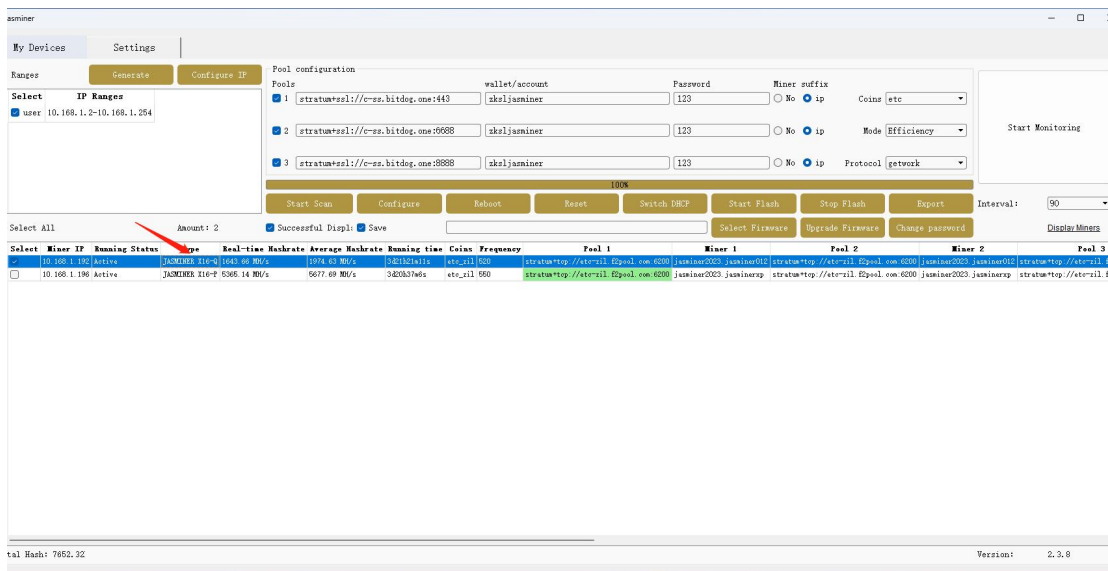 asminer
My Devices Settings
Ranges Generate Configure IP Pool configuration
Pools wallet/account Password Miner suffix
Select IP Ranges
user 10.168.1.2-10.168.1.254
1 stratum+ssl://c-ss.bitdog.one:443 zksljasminer 123 No ip Coins etc
2 stratum+ssl://c-ss.bitdog.one:6688 zksljasminer 123 No ip Mode Efficiency
Start Monitoring
3 stratum+ssl://c-ss.bitdog.one:8888 zksljasminer 123 No ip Protocol getwork
100%
Start Scan Configure Reboot Reset Switch DHCP Start Flash Stop Flash Export Interval: 90
Select All Amount: 2 Successful Displ: Save Select Firmware Upgrade Firmware Change password Display Miners
Select Miner IP Running Status Type Real-time Hashrate Average Hashrate Running time Coins Frequency Pool 1 Miner 1 Pool 2 Miner 2 Pool 3
10.168.1.192 Active JASMINER X16-Q 1643.66 MH/s 1974.63 MH/s 3d21h21m11s etc_zil 520 stratum+tcp://etc-zil.f2pool.com:6200 jasminer2023.jasminer012 stratum+tcp://etc-zil.f2pool.com:6200 jasminer2023.jasminer012 stratum+tcp://etc-zil.f
10.168.1.196 Active JASMINER X16-P 5365.14 MH/s 5677.69 MH/s 3d20h37m6s etc_zil 550 stratum+tcp://etc-zil.f2pool.com:6200 jasminer2023.jasminerxp stratum+tcp://etc-zil.f2pool.com:6200 jasminer2023.jasminerxp stratum+tcp://etc-zil.f
tal Hash: 7652.32 Version: 2.3.8